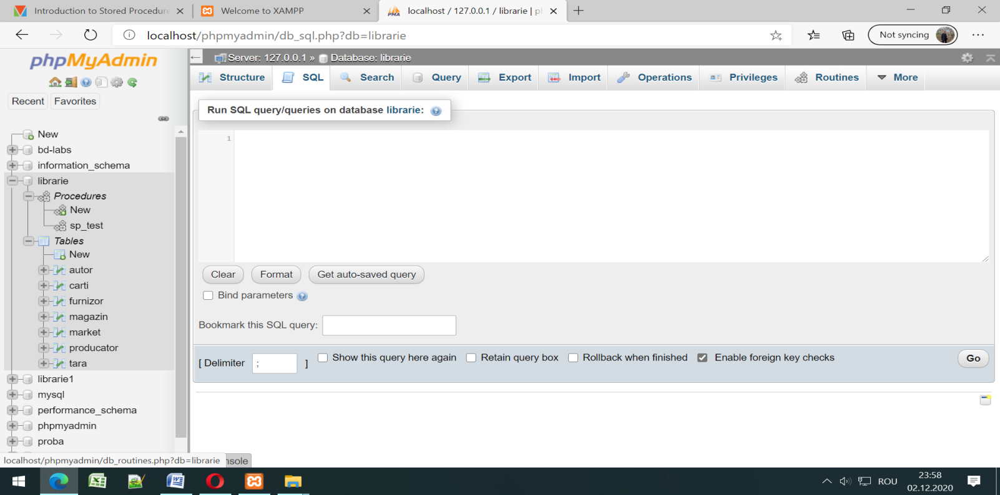 Introduction to Stored Procedure
Welcome to XAMPP
localhost / 127.0.0.1 / librarie | p
localhost/phpmyadmin/db_sql.php?db=librarie
Not syncing
phpMyAdmin
Recent Favorites
New
bd-labs
information_schema
librarie
Procedures
New
sp_test
Tables
New
autor
carti
furnizor
magazin
market
producator
tara
librarie1
mysql
performance_schema
phpmyadmin
proba
localhost/phpmyadmin/db_routines.php?db=librarie
Server: 127.0.0.1 » Database: librarie
Structure SQL Search Query Export Import Operations Privileges Routines More
Run SQL query/queries on database librarie:
1
Clear Format Get auto-saved query
Bind parameters
Bookmark this SQL query:
[ Delimiter ; ] Show this query here again Retain query box Rollback when finished Enable foreign key checks Go
nsole
ROU
23:58
02.12.2020